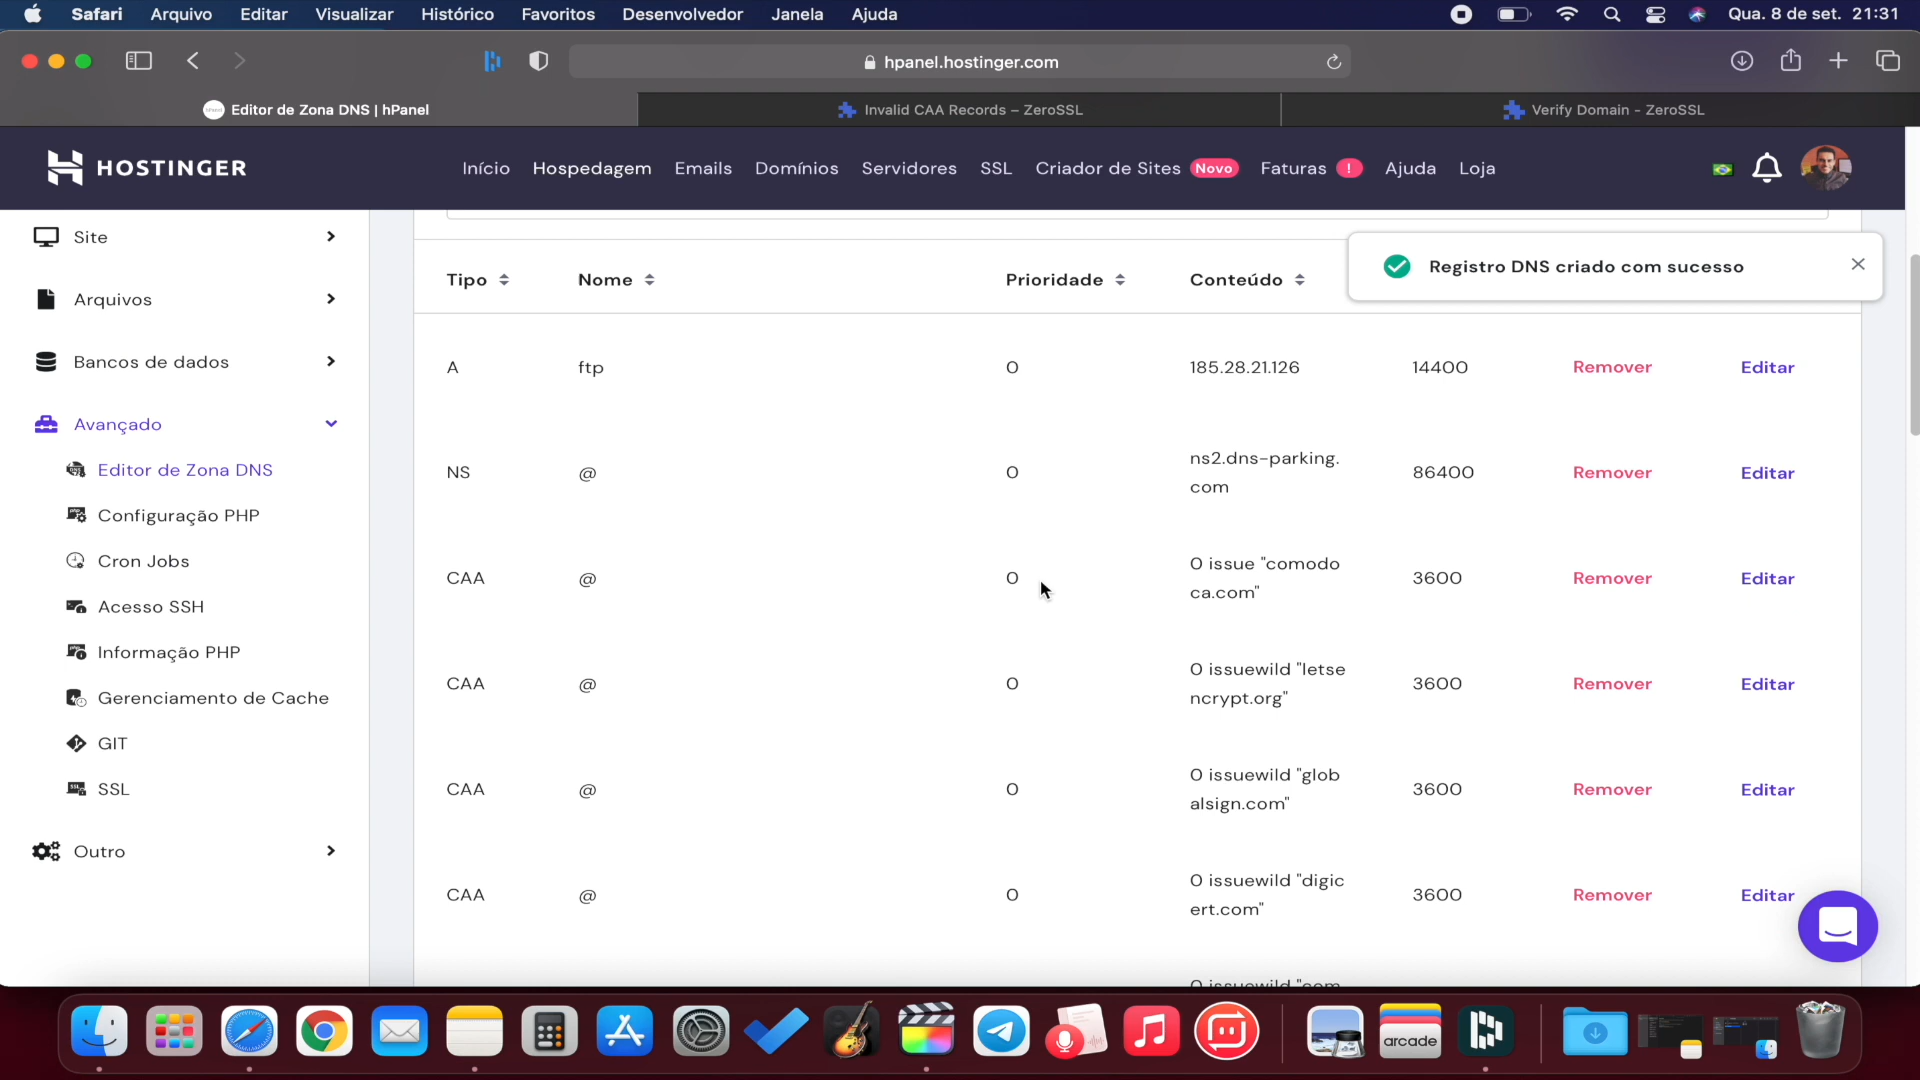 Safari Arquivo Editar Visualizar Histórico Favoritos Desenvolvedor Janela Ajuda Qua. 8 de set. 21:31
hpanel.hostinger.com
Editor de Zona DNS | hPanel Invalid CAA Records – ZeroSSL Verify Domain - ZeroSSL
HOSTINGER Início Hospedagem Emails Domínios Servidores SSL Criador de Sites Novo Faturas ! Ajuda Loja
Site
Arquivos
Bancos de dados
Avançado
Editor de Zona DNS
Configuração PHP
Cron Jobs
Acesso SSH
Informação PHP
Gerenciamento de Cache
GIT
SSL
Outro
Registro DNS criado com sucesso
Tipo Nome Prioridade Conteúdo
A ftp 0 185.28.21.126 14400 Remover Editar
NS @ 0 ns2.dns-parking. 86400 Remover Editar
com
CAA @ 0 0 issue "comodo 3600 Remover Editar
ca.com"
CAA @ 0 0 issuewild "letse 3600 Remover Editar
ncrypt.org"
CAA @ 0 0 issuewild "glob 3600 Remover Editar
alsign.com"
CAA @ 0 0 issuewild "digic 3600 Remover Editar
ert.com"
0 issuewild "com
arcade